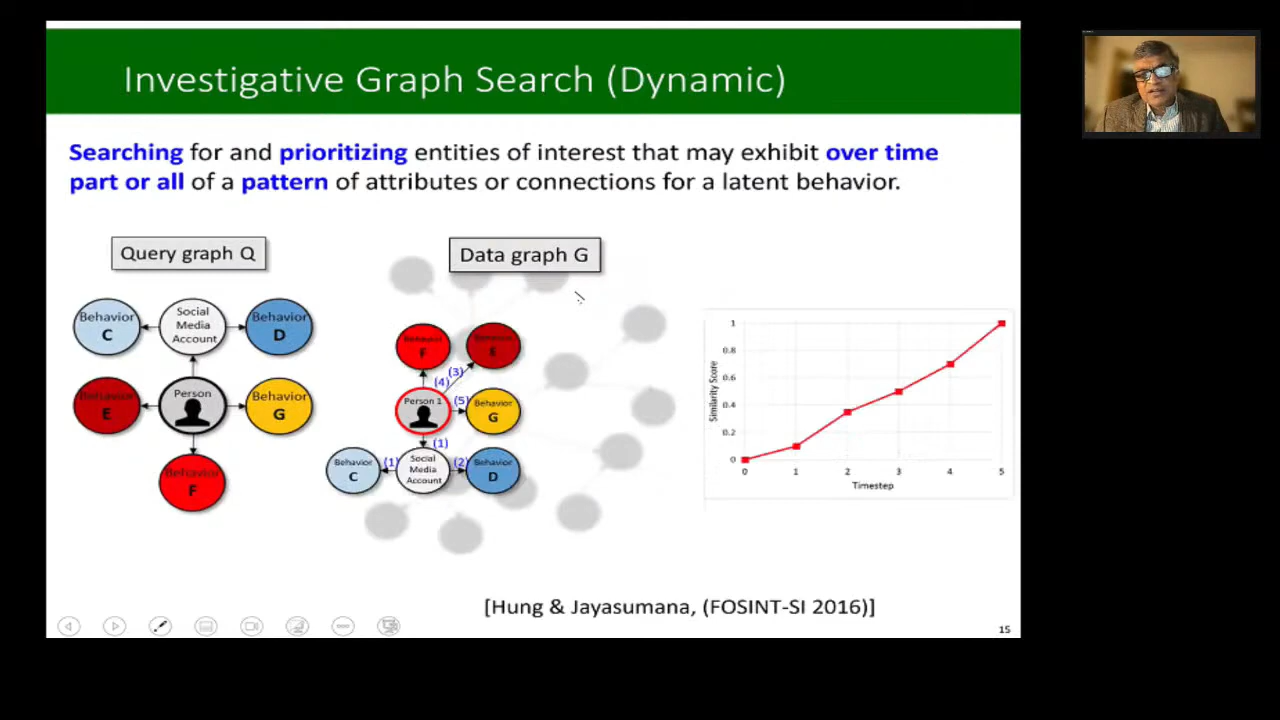 Investigative Graph Search (Dynamic)
Searching for and prioritizing entities of interest that may exhibit over time
part or all of a pattern of attributes or connections for a latent behavior.
Query graph Q
Behavior
C
Social
Media
Account
Behavior
D
Behavior
E
Person
Behavior
G
Behavior
F
Data graph G
Behavior
F
Behavior
E
(3)
(4)
Person 1
(5)
Behavior
G
(1)
Behavior
C
(1)
Social
Media
Account
(2)
Behavior
D
Similarity Score
1
0.8
0.6
0.4
0.2
0
0 1 2 3 4 5
Timestep
[Hung & Jayasumana, (FOSINT-SI 2016)]
15